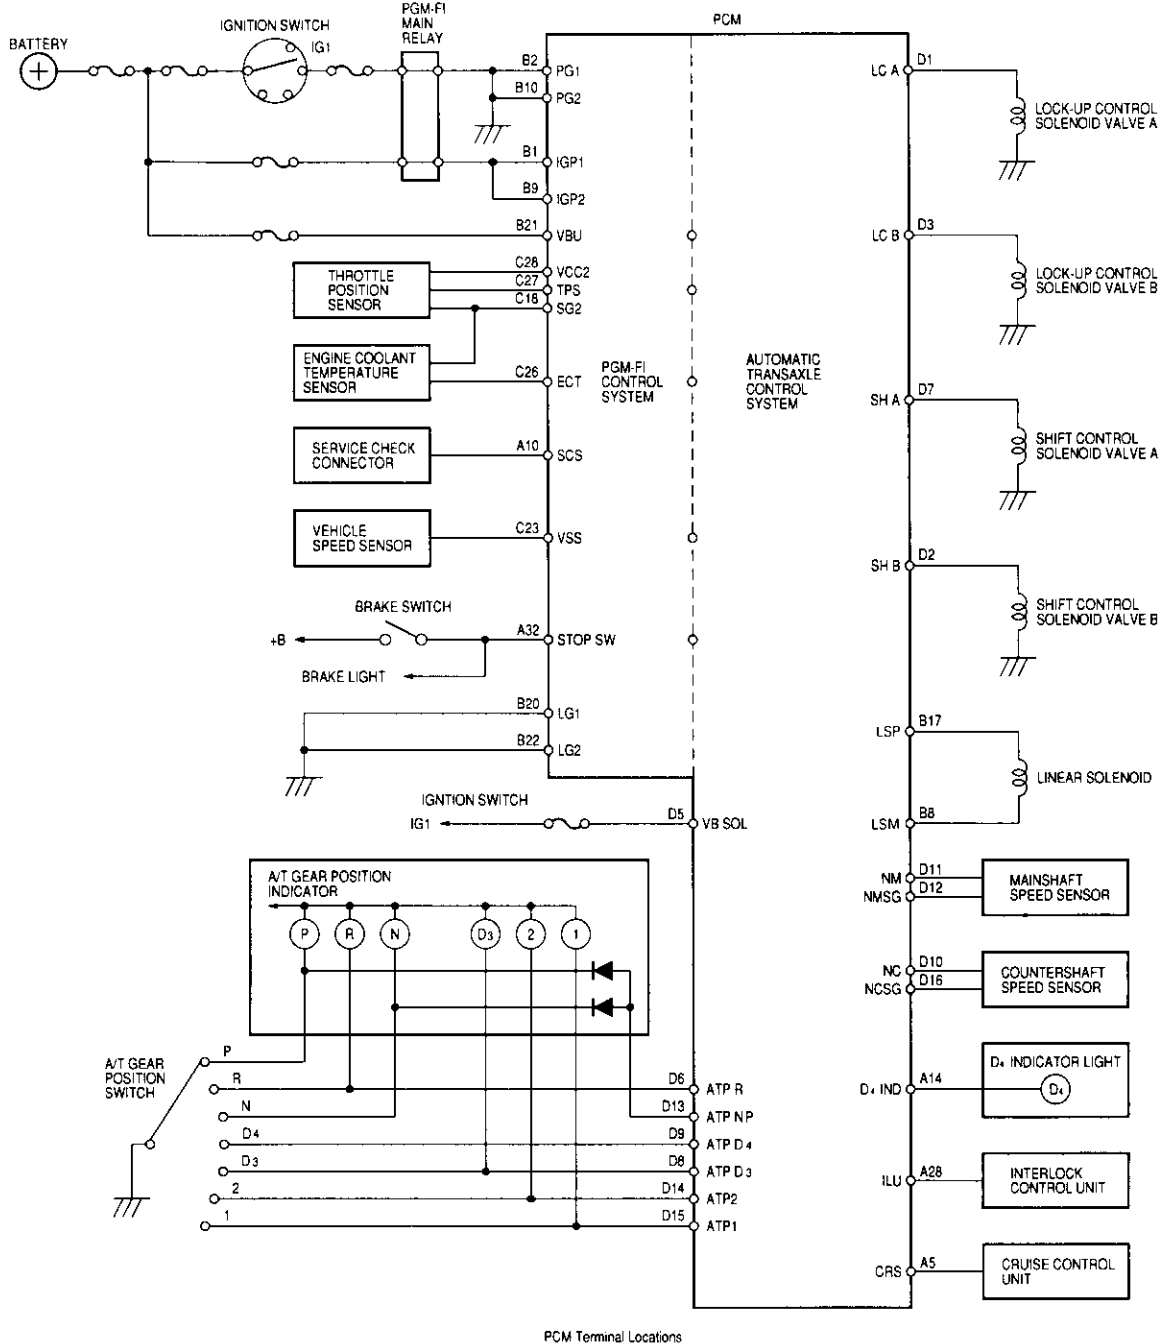 PCM
PGM-FI
MAIN
RELAY
IGNITION SWITCH
IG1
BATTERY
B2
PG1
B10
PG2
B1
IGP1
B9
IGP2
B21
VBU
THROTTLE
POSITION
SENSOR
C28
VCC2
C27
TPS
C18
SG2
ENGINE COOLANT
TEMPERATURE
SENSOR
C26
ECT
SERVICE CHECK
CONNECTOR
A10
SCS
VEHICLE
SPEED SENSOR
C23
VSS
BRAKE SWITCH
+B
A32
STOP SW
BRAKE LIGHT
B20
LG1
B22
LG2
IGNTION SWITCH
IG1
D5
VB SOL
PGM-FI
CONTROL
SYSTEM
AUTOMATIC
TRANSAXLE
CONTROL
SYSTEM
LC A
D1
LOCK-UP CONTROL
SOLENOID VALVE A
LC B
D3
LOCK-UP CONTROL
SOLENOID VALVE B
SH A
D7
SHIFT CONTROL
SOLENOID VALVE A
SH B
D2
SHIFT CONTROL
SOLENOID VALVE B
LSP
B17
LINEAR SOLENOID
LSM
B8
NM
D11
NMSG
D12
MAINSHAFT
SPEED SENSOR
NC
D10
NCSG
D16
COUNTERSHAFT
SPEED SENSOR
D4 IND
A14
D4 INDICATOR LIGHT
D4
ILU
A28
INTERLOCK
CONTROL UNIT
CRS
A5
CRUISE CONTROL
UNIT
A/T GEAR POSITION
INDICATOR
P R N D3 2 1
A/T GEAR
POSITION
SWITCH
P
R
D6
ATP R
N
D13
ATP NP
D4
D9
ATP D4
D3
D8
ATP D3
2
D14
ATP2
1
D15
ATP1
PCM Terminal Locations